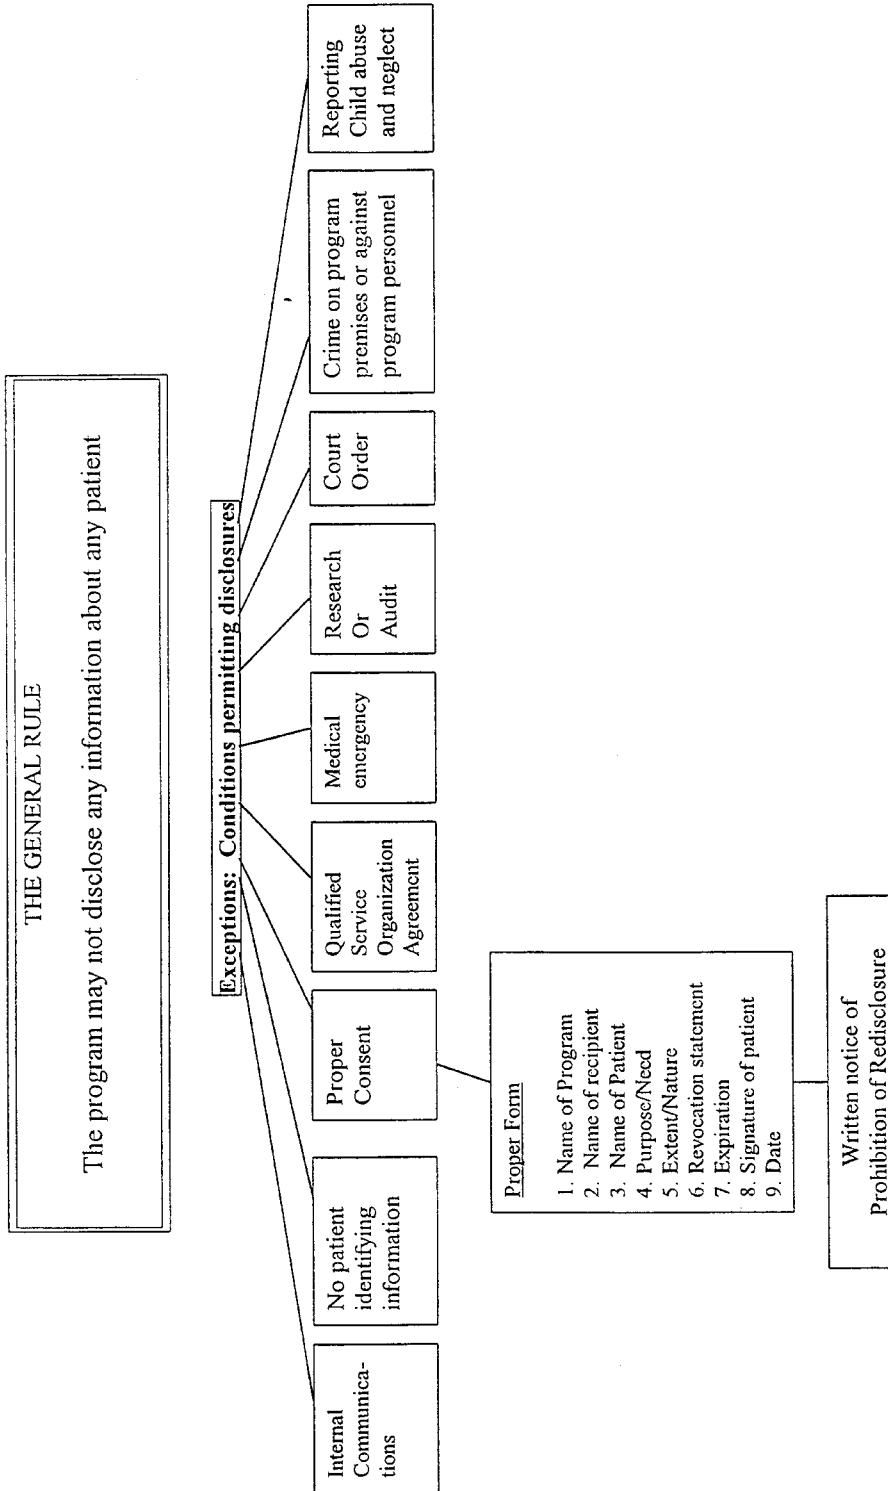 THE GENERAL RULE
The program may not disclose any information about any patient
Exceptions: Conditions permitting disclosures
Internal
Communica-
tions
No patient
identifying
information
Proper
Consent
Qualified
Service
Organization
Agreement
Medical
emergency
Research
Or
Audit
Court
Order
Crime on program
premises or against
program personnel
Reporting
Child abuse
and neglect
Proper Form
1. Name of Program
2. Name of recipient
3. Name of Patient
4. Purpose/Need
5. Extent/Nature
6. Revocation statement
7. Expiration
8. Signature of patient
9. Date
Written notice of
Prohibition of Redisclosure